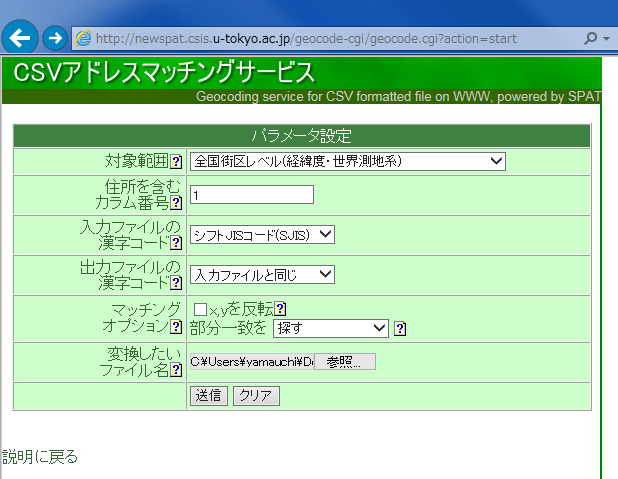 http://newspat.csis.u-tokyo.ac.jp/geocode-cgi/geocode.cgi?action=start
CSVアドレスマッチングサービス
Geocoding service for CSV formatted file on WWW, powered by SPAT
パラメータ設定
対象範囲? 全国街区レベル(経緯度・世界測地系)
住所を含む
カラム番号? 1
入力ファイルの
漢字コード? シフトJISコード(SJIS)
出力ファイルの
漢字コード? 入力ファイルと同じ
マッチング
オプション? x,yを反転?
部分一致を 探す ?
変換したい
ファイル名? C:¥Users¥yamauchi¥D 参照...
送信 クリア
説明に戻る